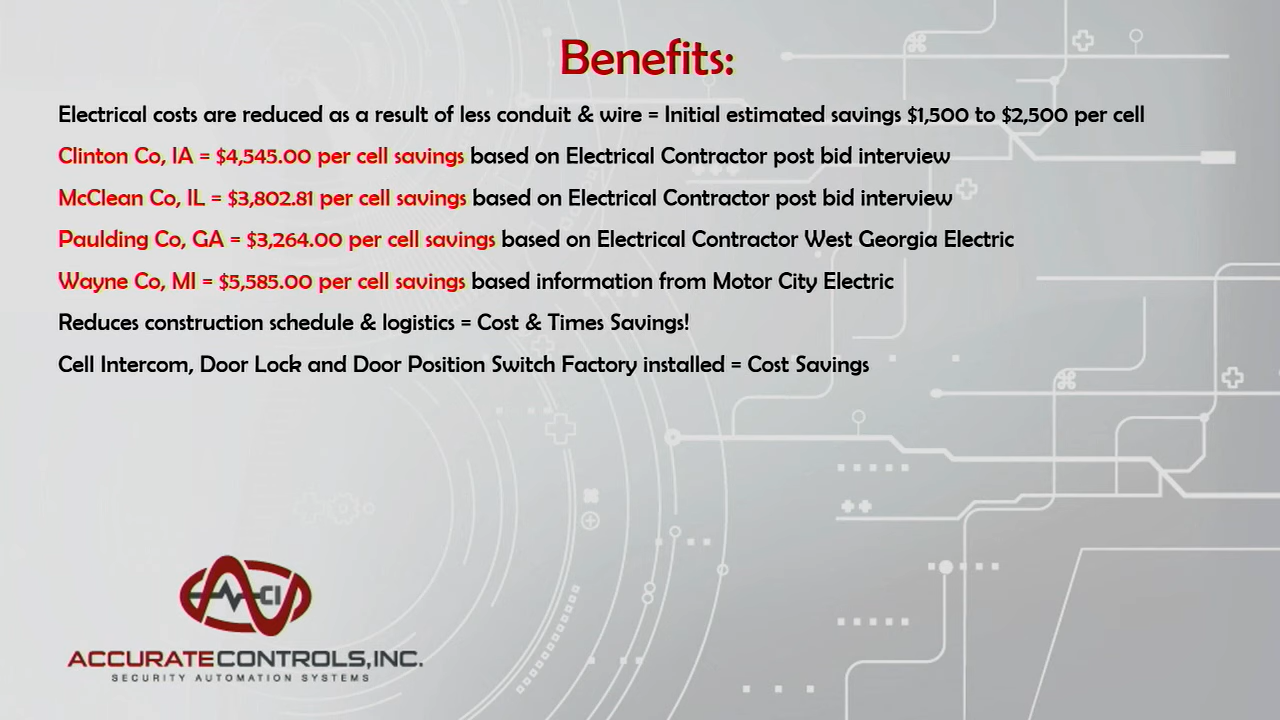 Benefits:
Electrical costs are reduced as a result of less conduit & wire = Initial estimated savings $1,500 to $2,500 per cell
Clinton Co, IA = $4,545.00 per cell savings based on Electrical Contractor post bid interview
McClean Co, IL = $3,802.81 per cell savings based on Electrical Contractor post bid interview
Paulding Co, GA = $3,264.00 per cell savings based on Electrical Contractor West Georgia Electric
Wayne Co, MI = $5,585.00 per cell savings based information from Motor City Electric
Reduces construction schedule & logistics = Cost & Times Savings!
Cell Intercom, Door Lock and Door Position Switch Factory installed = Cost Savings
ACI
ACCURATECONTROLS,INC.
SECURITY AUTOMATION SYSTEMS